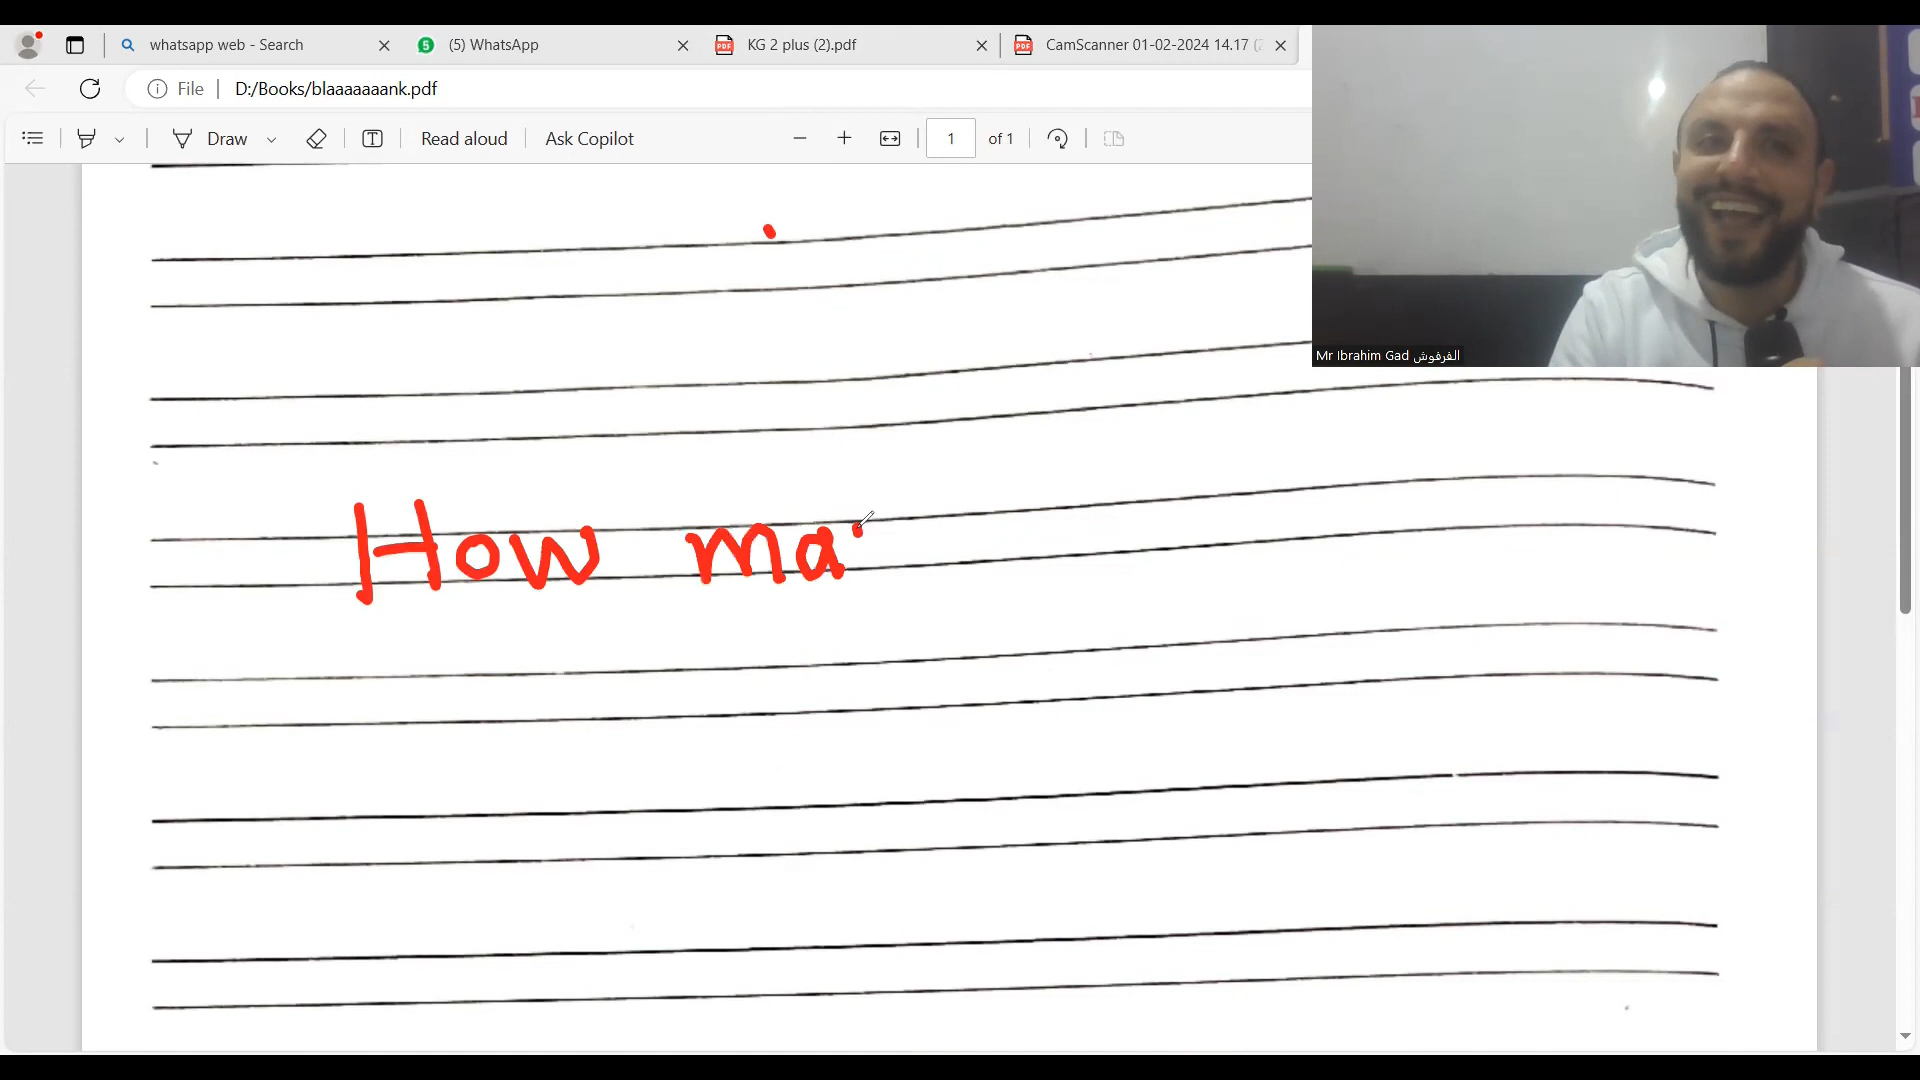 whatsapp web - Search
(5) WhatsApp
KG 2 plus (2).pdf
CamScanner 01-02-2024 14.17 (2
File
D:/Books/blaaaaaaank.pdf
Draw
Read aloud
Ask Copilot
1
of 1
Mr Ibrahim Gad الفرفوش
How ma